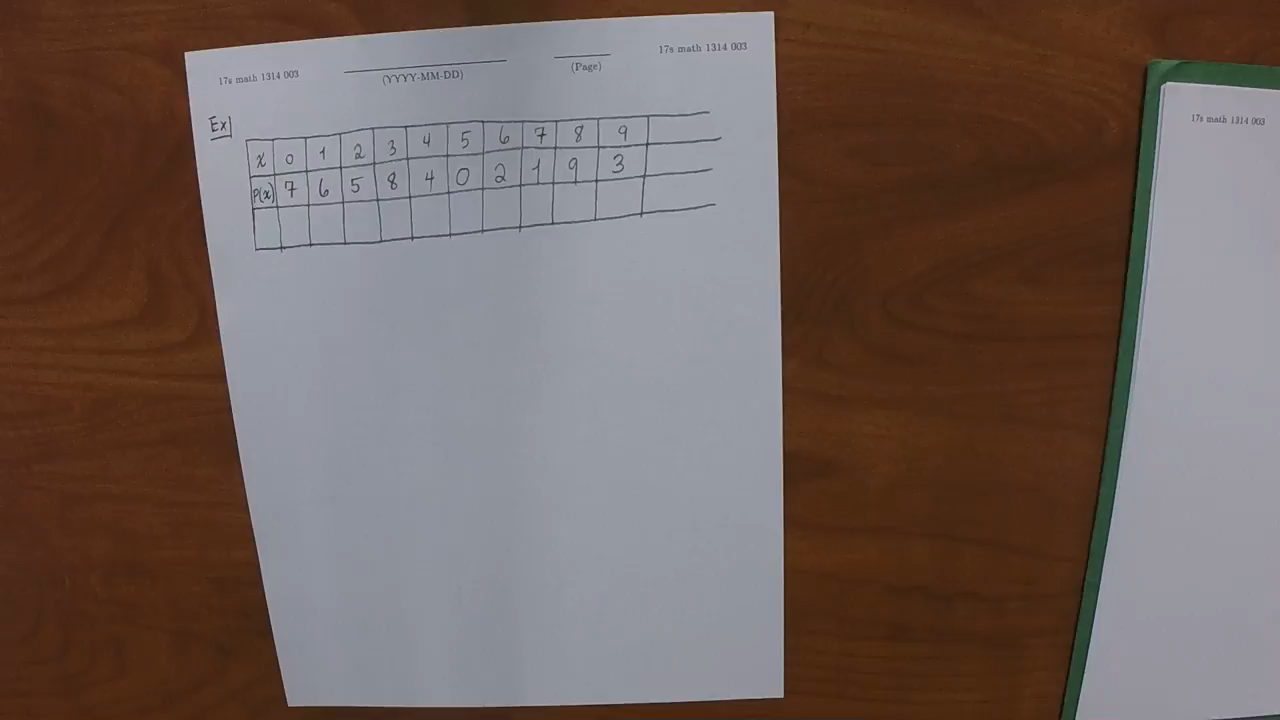 17s math 1314 003 (YYYY-MM-DD) (Page) 17s math 1314 003
17s math 1314 003
Ex
x 0 1 2 3 4 5 6 7 8 9
P(x) 7 6 5 8 4 0 2 1 9 3